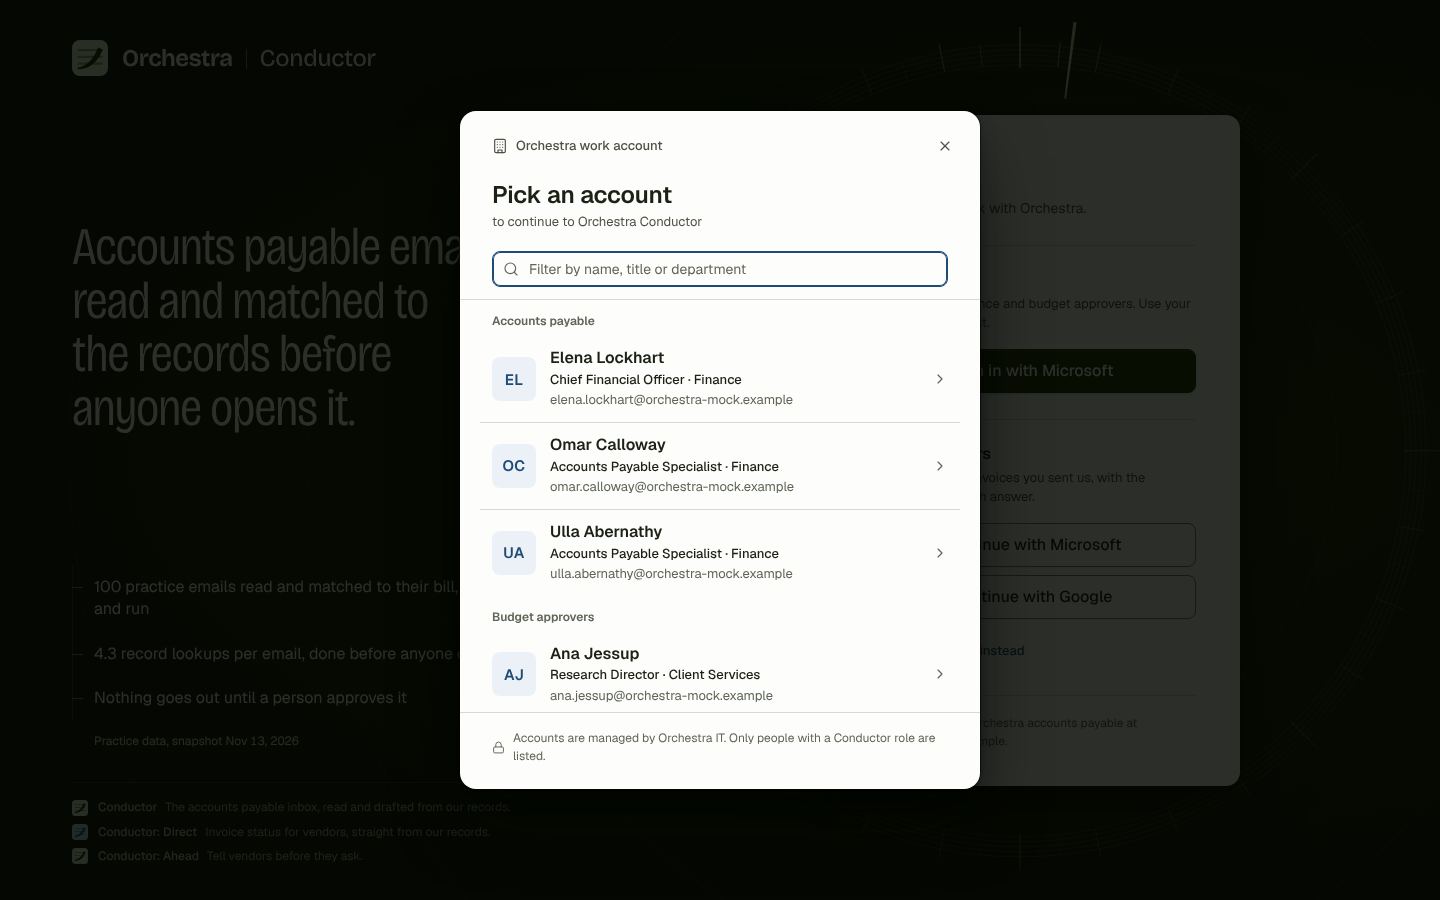 Orchestra | Conductor
Accounts payable ema
read and matched to
the records before
anyone opens it.
100 practice emails read and matched to their bill,
and run
4.3 record lookups per email, done before anyone
Nothing goes out until a person approves it
Practice data, snapshot Nov 13, 2026
Conductor The accounts payable inbox, read and drafted from our records.
Conductor: Direct Invoice status for vendors, straight from our records.
Conductor: Ahead Tell vendors before they ask.
Orchestra work account
Pick an account
to continue to Orchestra Conductor
Filter by name, title or department
Accounts payable
EL
Elena Lockhart
Chief Financial Officer · Finance
elena.lockhart@orchestra-mock.example
OC
Omar Calloway
Accounts Payable Specialist · Finance
omar.calloway@orchestra-mock.example
UA
Ulla Abernathy
Accounts Payable Specialist · Finance
ulla.abernathy@orchestra-mock.example
Budget approvers
AJ
Ana Jessup
Research Director · Client Services
ana.jessup@orchestra-mock.example
Accounts are managed by Orchestra IT. Only people with a Conductor role are
listed.
with Orchestra.
and budget approvers. Use your
in with Microsoft
you sent us, with the
answer.
with Microsoft
with Google
instead
accounts payable at